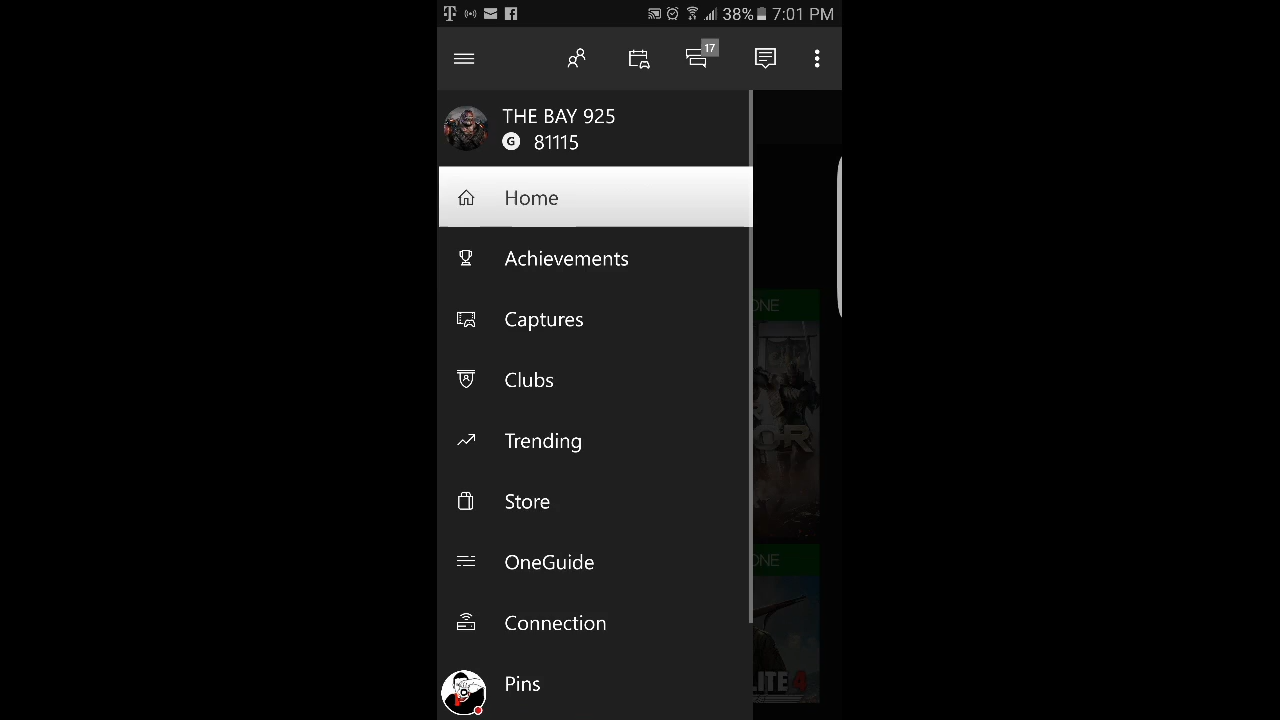 38% 7:01 PM
17
THE BAY 925
G 81115
Home
Achievements
Captures
Clubs
Trending
Store
OneGuide
Connection
Pins
ONE
OR
ONE
LITE 4